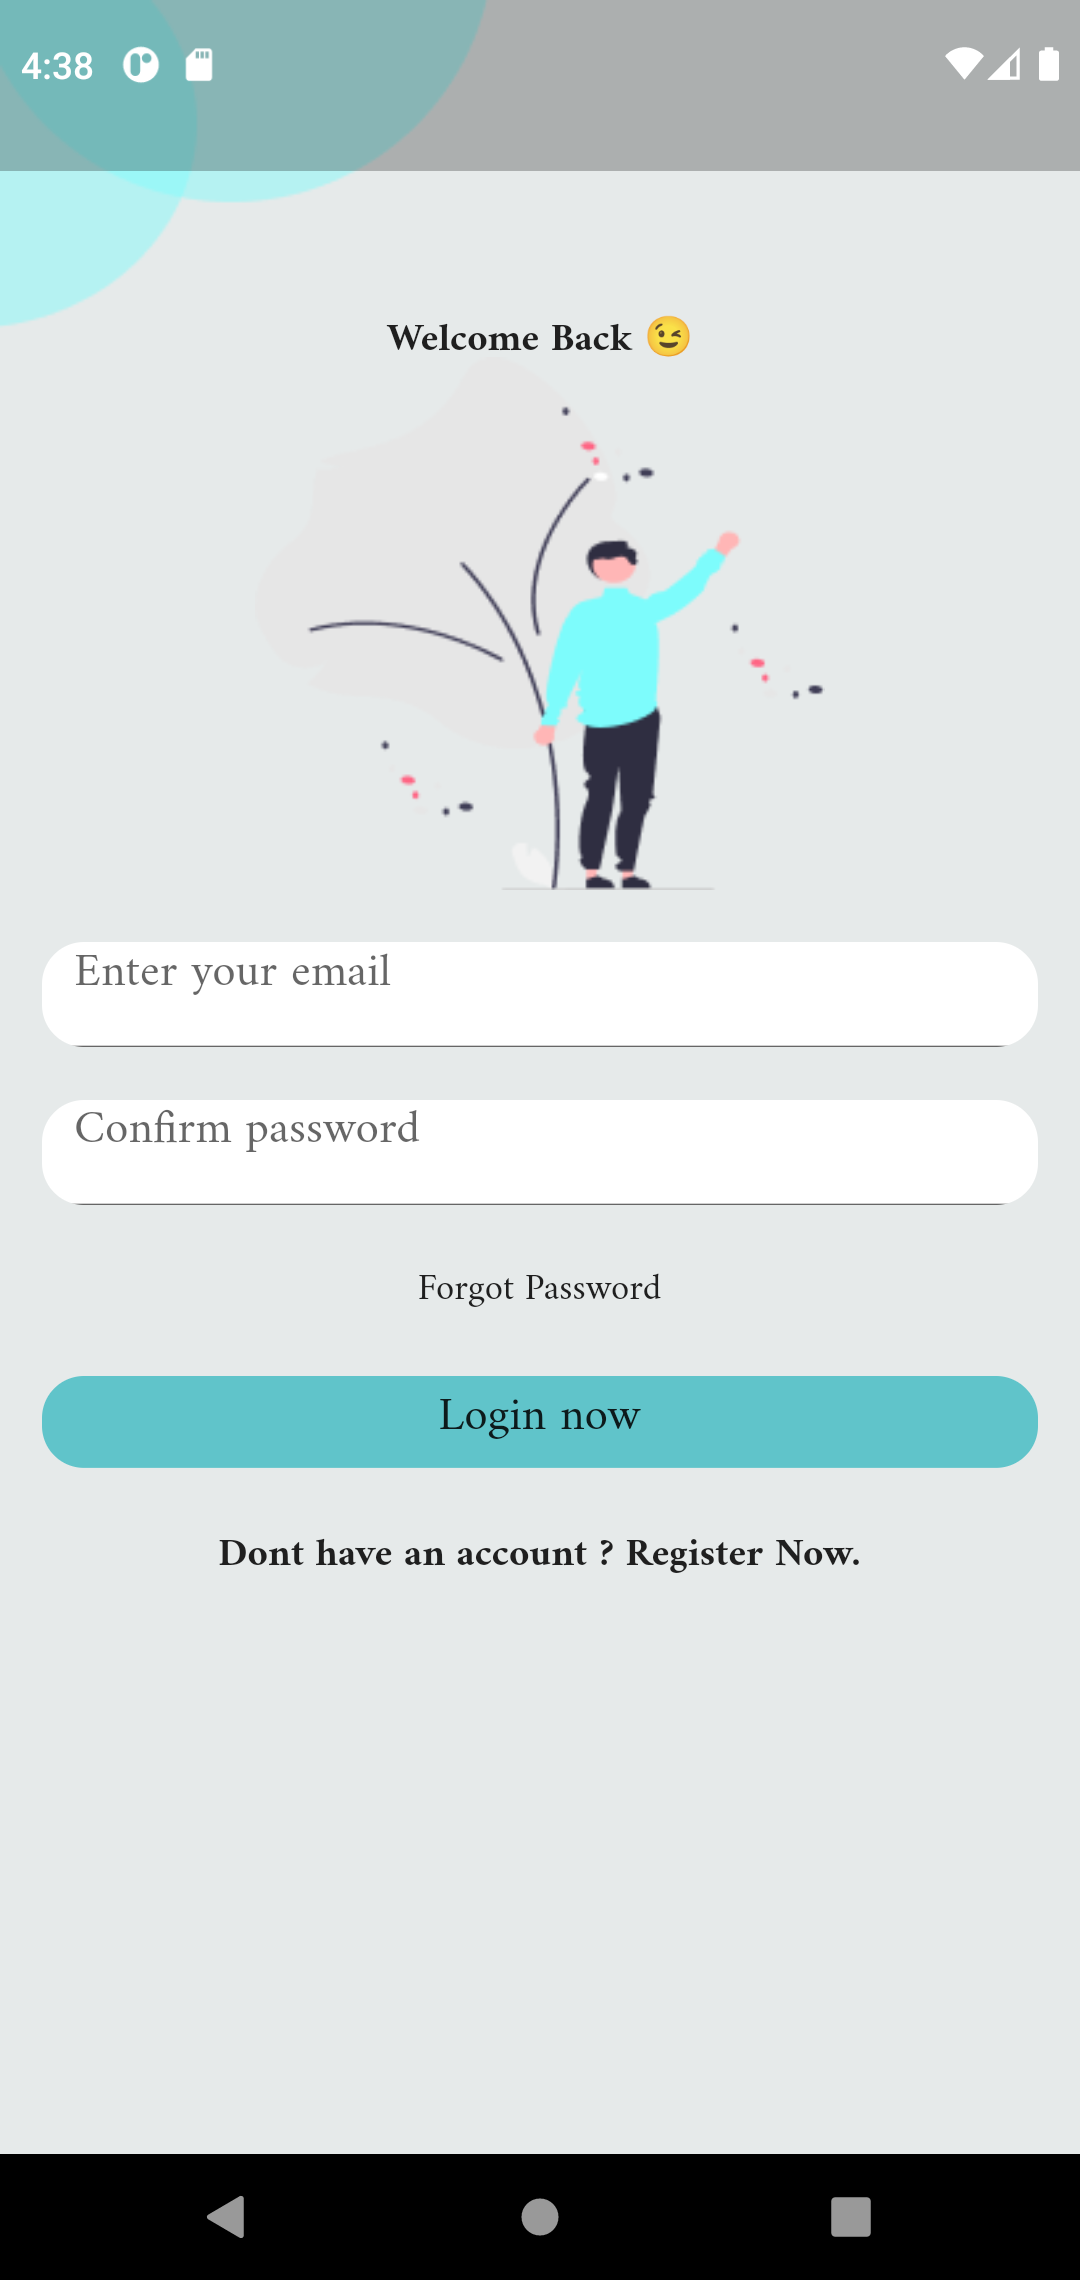 4:38
Welcome Back 😉
Enter your email
Confirm password
Forgot Password
Login now
Dont have an account ? Register Now.